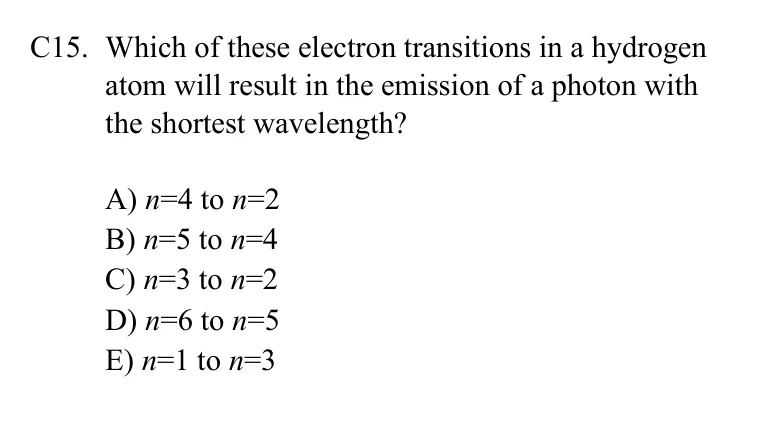 C15. Which of these electron transitions in a hydrogen
atom will result in the emission of a photon with
the shortest wavelength?
A) n=4 to n=2
B) n=5 to n=4
C) n=3 to n=2
D) n=6 to n=5
E) n=1 to n=3